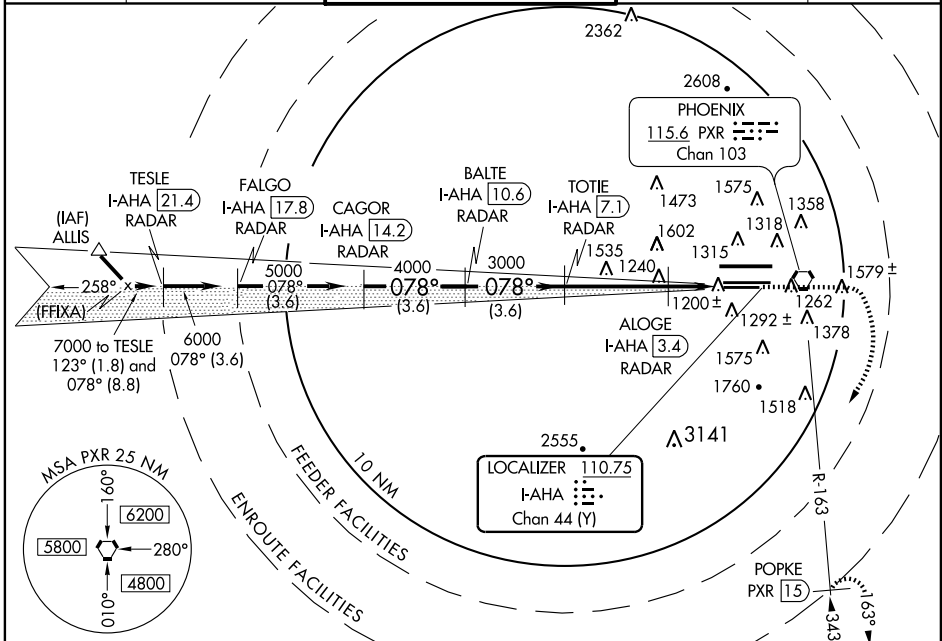 2362
2608
PHOENIX
115.6 PXR
Chan 103
TESLE
I-AHA 21.4
RADAR
FALGO
I-AHA 17.8
RADAR
CAGOR
I-AHA 14.2
RADAR
BALTE
I-AHA 10.6
RADAR
TOTIE
I-AHA 7.1
RADAR
(IAF)
ALLIS
1473
1575
1358
1318
1602
1315
1535
1240
5000
078°
(3.6)
4000
078°
(3.6)
3000
078°
(3.6)
258°
(FFIXA)
1579 ±
1200 ±
1262
1292 ±
1378
7000 to TESLE
123° (1.8) and
078° (8.8)
6000
078° (3.6)
ALOGE
I-AHA 3.4
RADAR
1575
1760
1518
3141
2555
LOCALIZER 110.75
I-AHA
Chan 44 (Y)
10 NM
FEEDER FACILITIES
ENROUTE FACILITIES
MSA PXR 25 NM
160°
6200
5800
280°
4800
010°
R-163
POPKE
PXR 15
163°
343